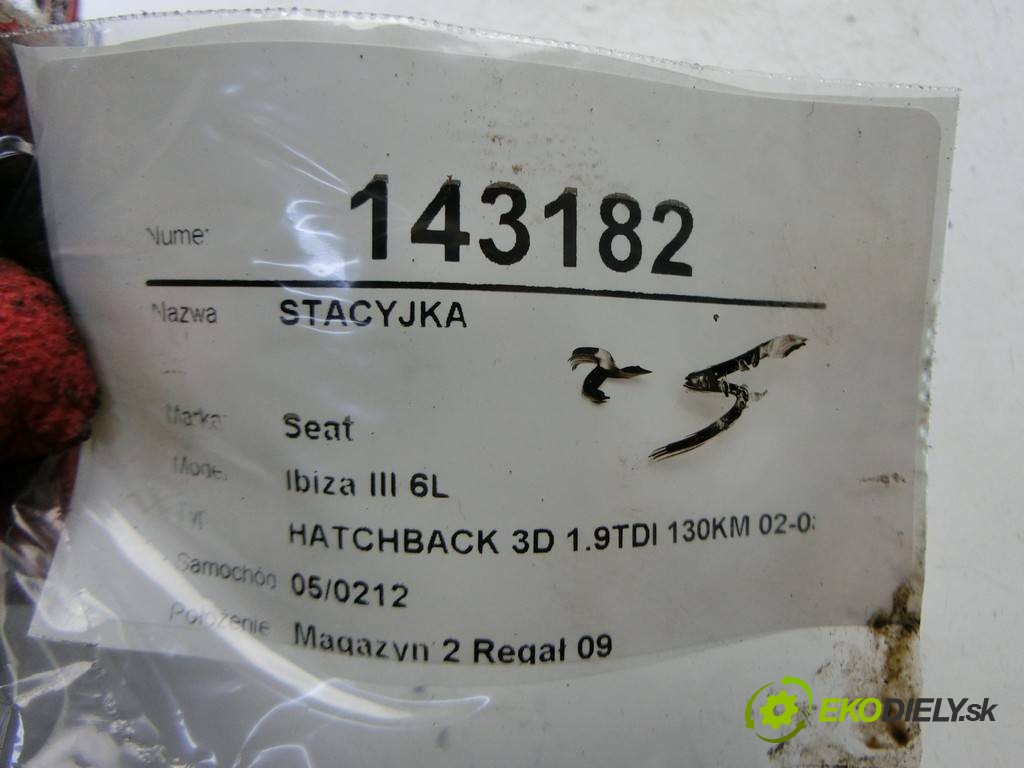 Numer 143182
Nazwa STACYJKA
Marka Seat
Model Ibiza III 6L
Typ HATCHBACK 3D 1.9TDI 130KM 02-0
Samochód 05/0212
Położenie Magazyn 2 Regał 09
EKODIELY.sk